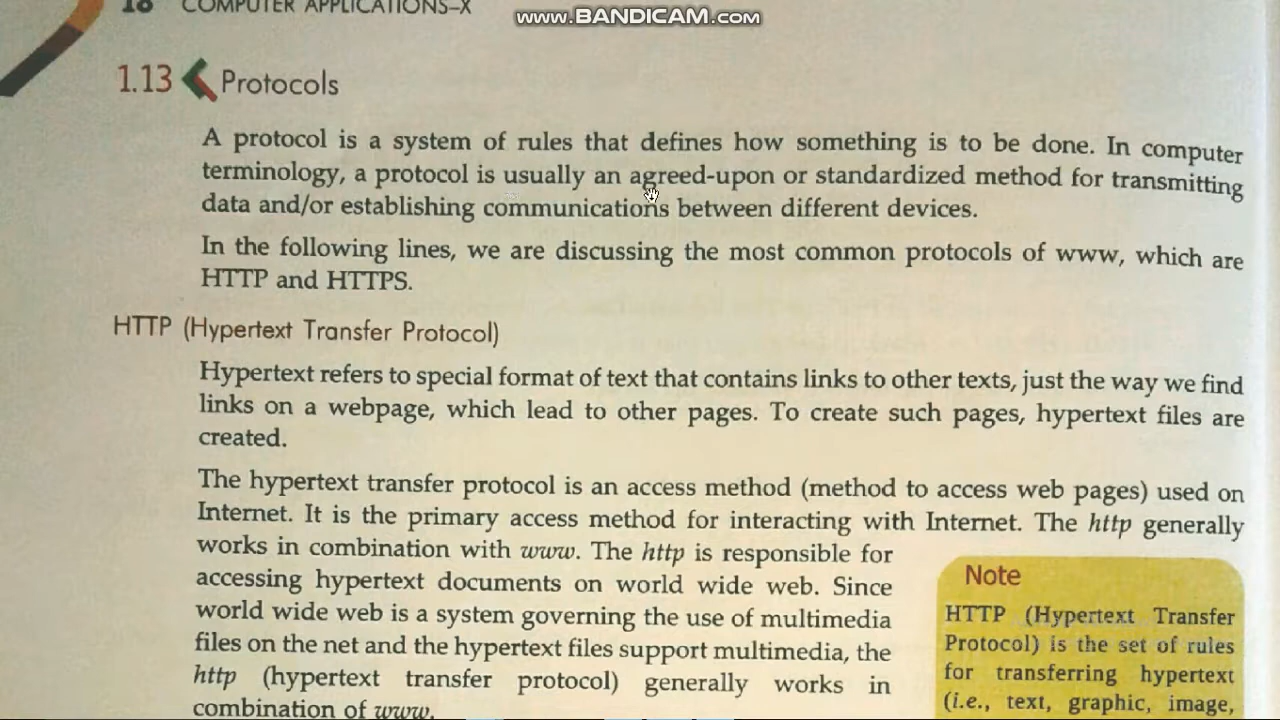 www.BANDICAM.com
18 COMPUTER APPLICATIONS–X
1.13 Protocols
A protocol is a system of rules that defines how something is to be done. In computer
terminology, a protocol is usually an agreed-upon or standardized method for transmitting
data and/or establishing communications between different devices.
In the following lines, we are discussing the most common protocols of www, which are
HTTP and HTTPS.
HTTP (Hypertext Transfer Protocol)
Hypertext refers to special format of text that contains links to other texts, just the way we find
links on a webpage, which lead to other pages. To create such pages, hypertext files are
created.
The hypertext transfer protocol is an access method (method to access web pages) used on
Internet. It is the primary access method for interacting with Internet. The http generally
works in combination with www. The http is responsible for
accessing hypertext documents on world wide web. Since
world wide web is a system governing the use of multimedia
files on the net and the hypertext files support multimedia, the
http (hypertext transfer protocol) generally works in
combination of www.
Note
HTTP (Hypertext Transfer
Protocol) is the set of rules
for transferring hypertext
(i.e., text, graphic, image,